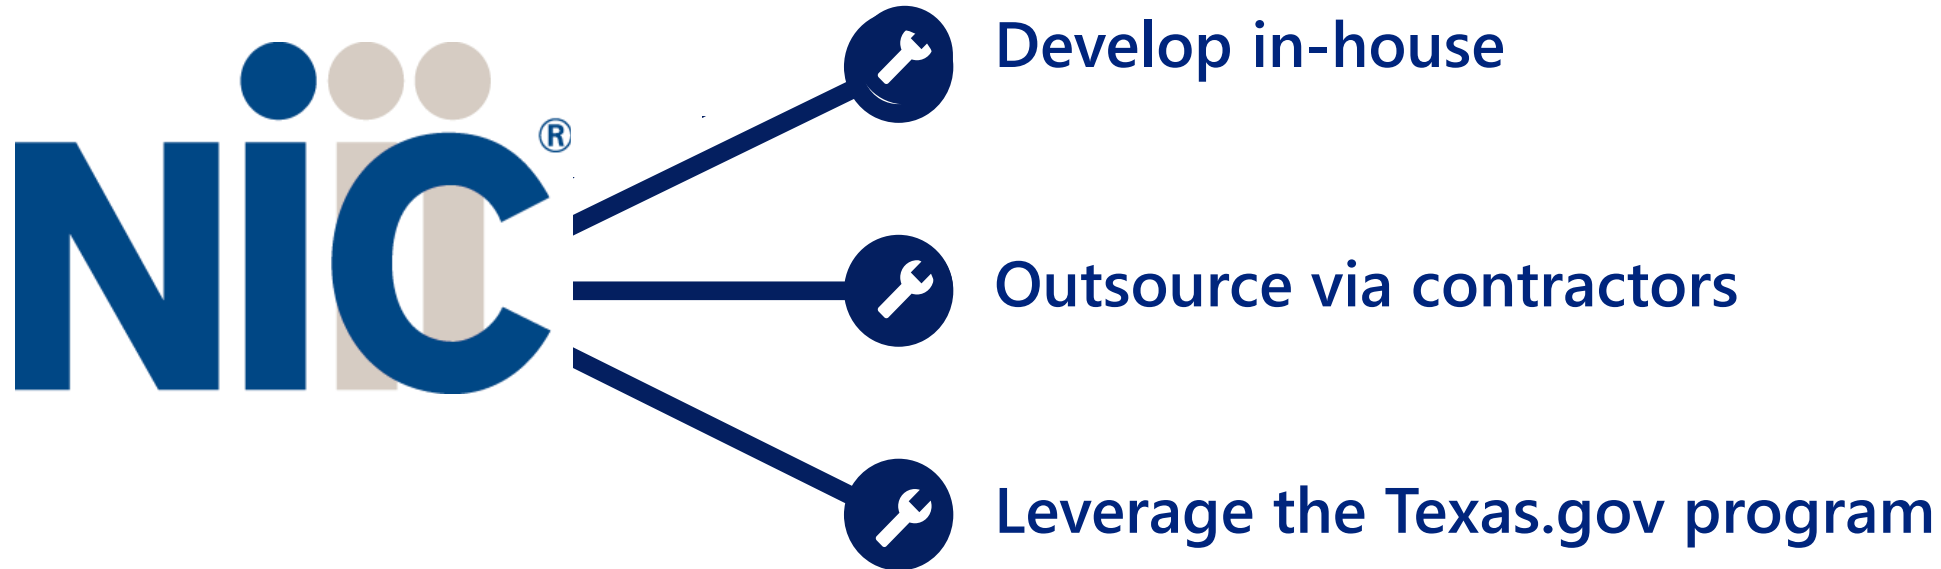 NIC®
Develop in-house
Outsource via contractors
Leverage the Texas.gov program